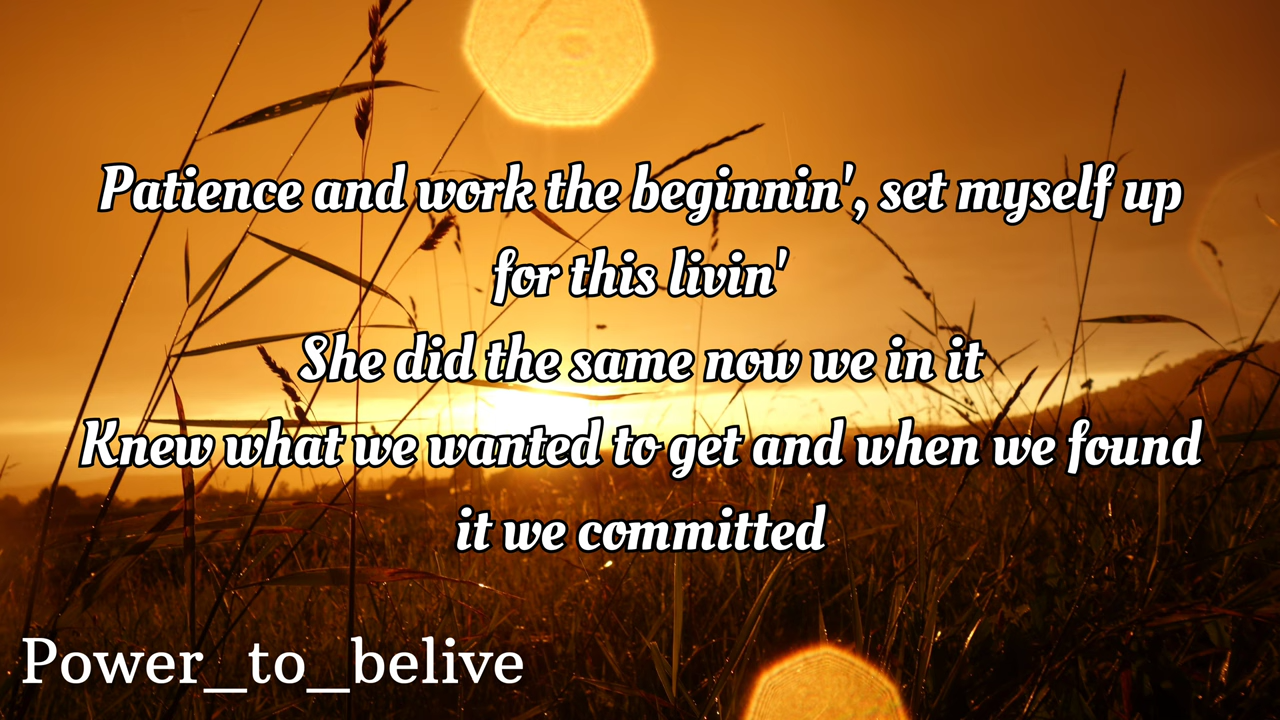 Patience and work the beginnin', set myself up
for this livin'
She did the same now we in it
Knew what we wanted to get and when we found
it we committed
Power_to_belive